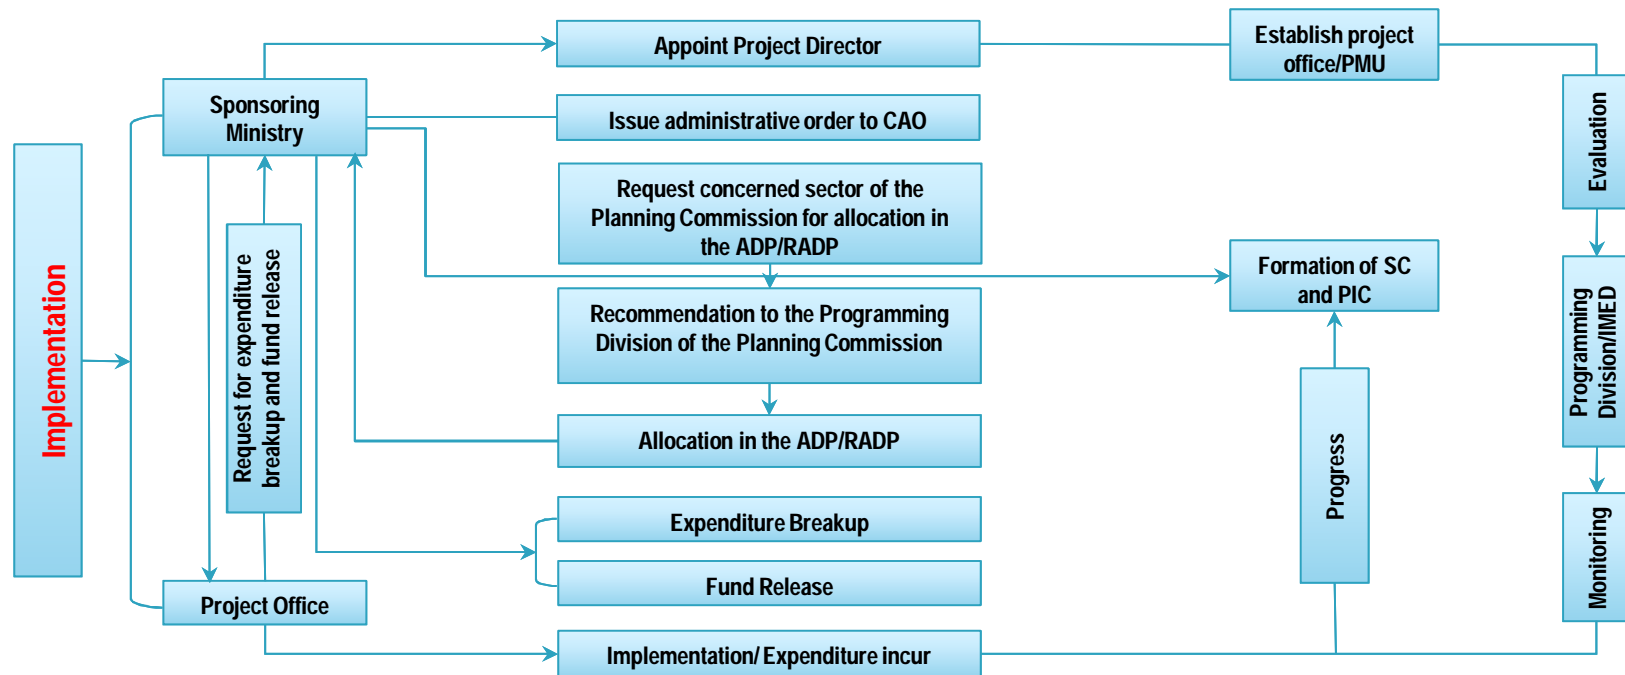 Implementation
Sponsoring
Ministry
Request for expenditure
breakup and fund release
Project Office
Appoint Project Director
Issue administrative order to CAO
Request concerned sector of the
Planning Commission for allocation in
the ADP/RADP
Recommendation to the Programming
Division of the Planning Commission
Allocation in the ADP/RADP
Expenditure Breakup
Fund Release
Implementation/ Expenditure incur
Establish project
office/PMU
Formation of SC
and PIC
Progress
Evaluation
Programming
Division/IMED
Monitoring